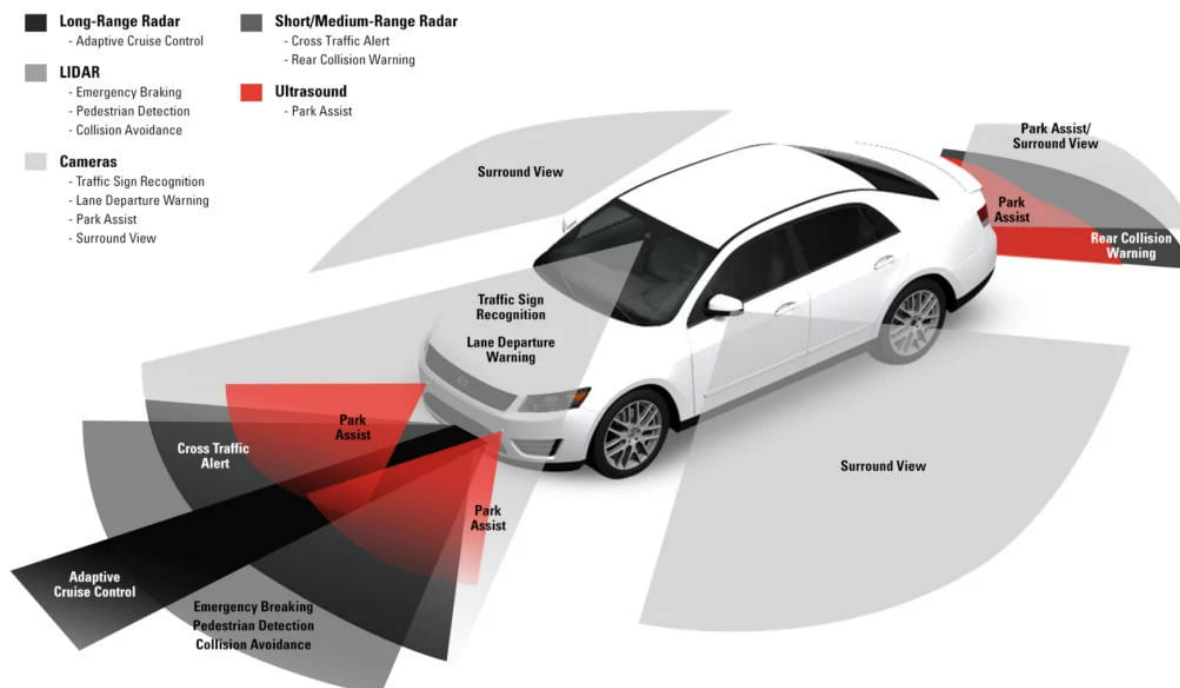 Long-Range Radar
- Adaptive Cruise Control
LIDAR
- Emergency Braking
- Pedestrian Detection
- Collision Avoidance
Cameras
- Traffic Sign Recognition
- Lane Departure Warning
- Park Assist
- Surround View
Short/Medium-Range Radar
- Cross Traffic Alert
- Rear Collision Warning
Ultrasound
- Park Assist
Surround View
Park Assist/
Surround View
Park
Assist
Rear Collision
Warning
Traffic Sign
Recognition
Lane Departure
Warning
Park
Assist
Cross Traffic
Alert
Surround View
Park
Assist
Adaptive
Cruise Control
Emergency Breaking
Pedestrian Detection
Collision Avoidance